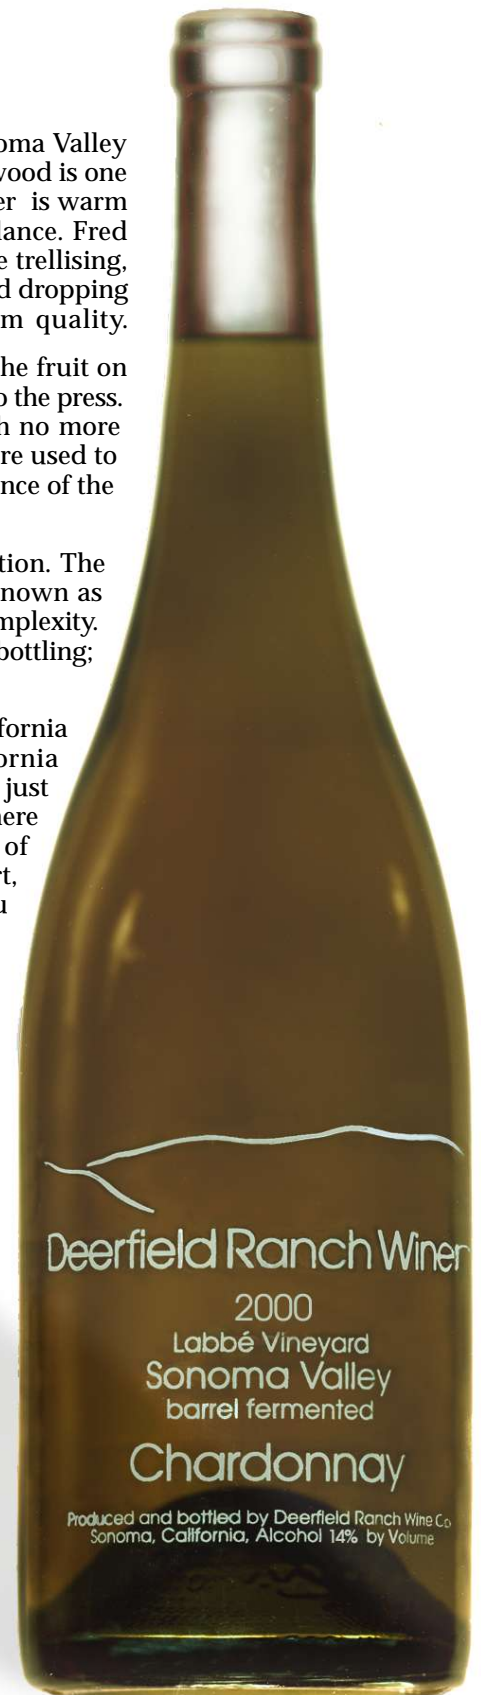 oma Valley
wood is one
er is warm
lance. Fred
e trellising,
d dropping
m quality.
he fruit on
o the press.
h no more
re used to
nce of the
tion. The
nown as
mplexity.
bottling;
fornia
ornia
just
here
of
t,
u
Deerfield Ranch Winer
2000
Labbé Vineyard
Sonoma Valley
barrel fermented
Chardonnay
Produced and bottled by Deerfield Ranch Wine Co
Sonoma, California, Alcohol 14% by Volume